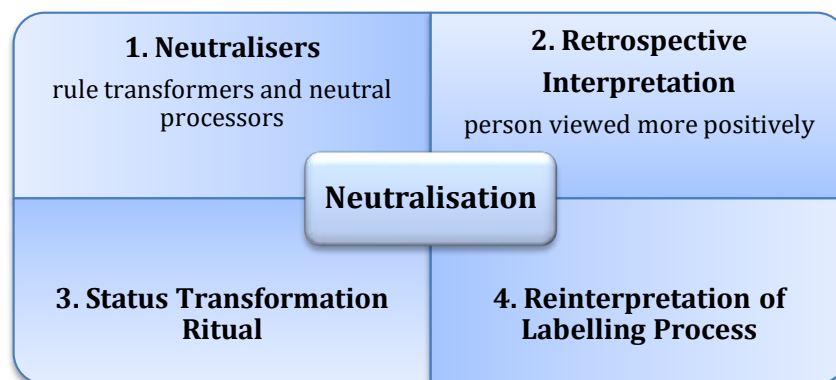 1. Neutralisers
rule transformers and neutral
processors
2. Retrospective
Interpretation
person viewed more positively
Neutralisation
3. Status Transformation
Ritual
4. Reinterpretation of
Labelling Process